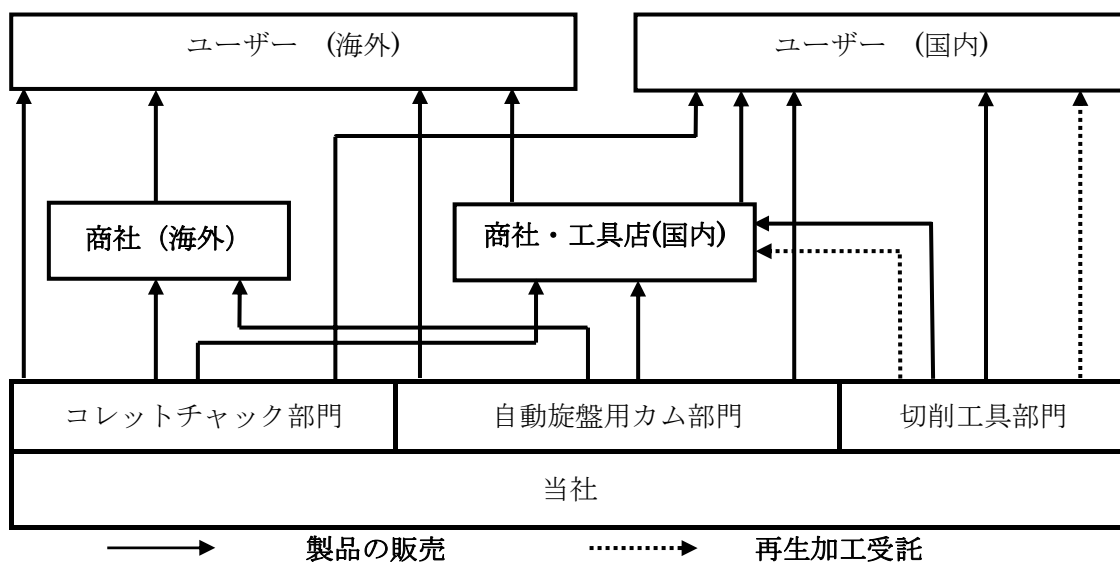 ユーザー (海外)
ユーザー (国内)
商社 (海外)
商社・工具店(国内)
コレットチャック部門
自動旋盤用カム部門
切削工具部門
当社
製品の販売
再生加工受託